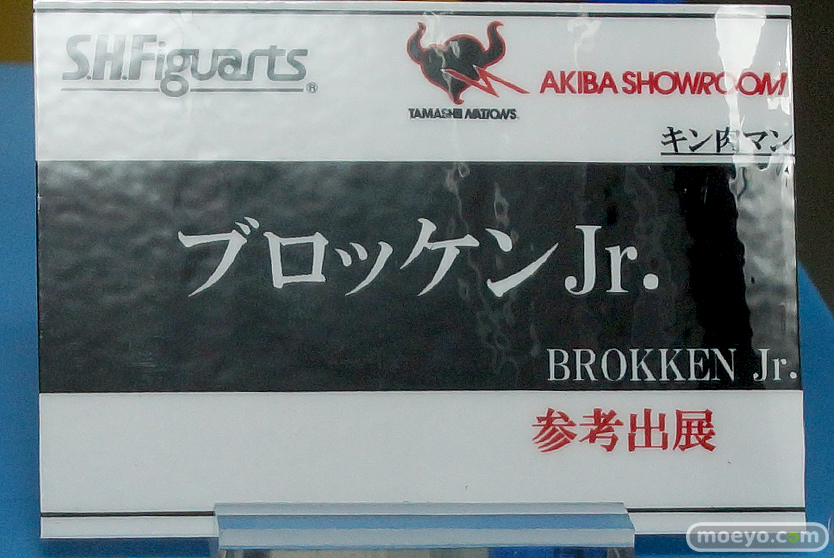 S.H.Figuarts®
TAMASHII NATIONS
AKIBA SHOWROOM
キン肉マン
ブロッケンJr.
BROKKEN Jr.
参考出展
moeyo.com